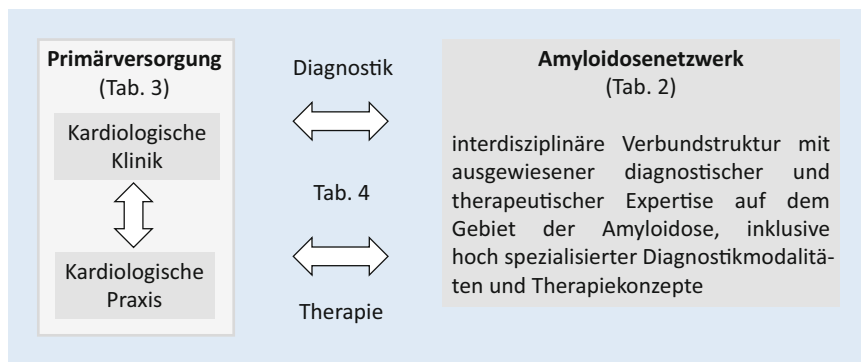 Primärversorgung
(Tab. 3)
Kardiologische
Klinik
Kardiologische
Praxis
Diagnostik
Tab. 4
Therapie
Amyloidosenetzwerk
(Tab. 2)
interdisziplinäre Verbundstruktur mit
ausgewiesener diagnostischer und
therapeutischer Expertise auf dem
Gebiet der Amyloidose, inklusive
hoch spezialisierter Diagnostikmodalitä-
ten und Therapiekonzepte